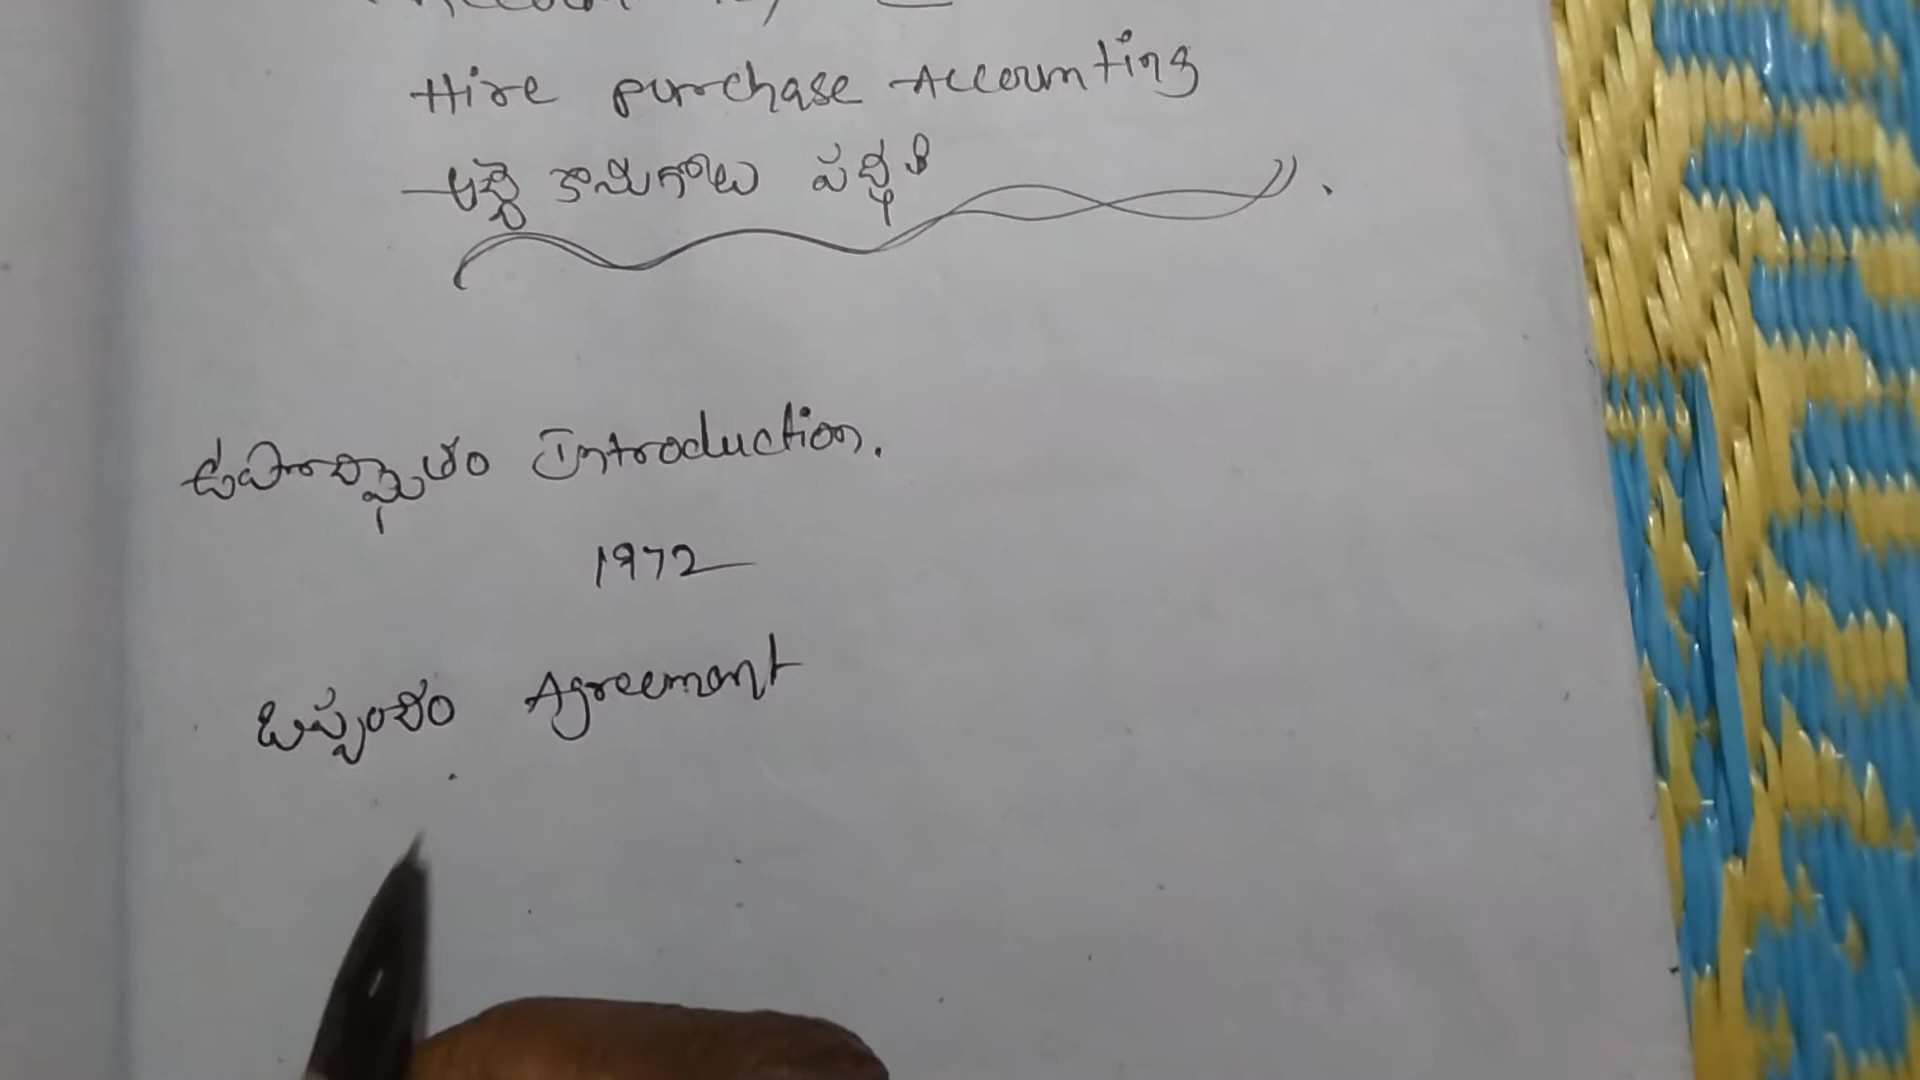 Hire purchase Accounting
అద్దె కొనుగోలు పద్ధతి
ఉపోద్ఘాతం Introduction.
1972
ఒప్పందం Agreement